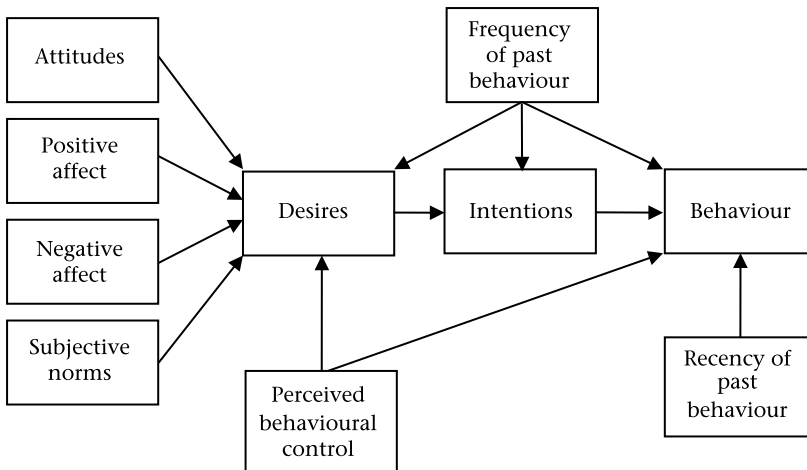 Attitudes
Positive
affect
Negative
affect
Subjective
norms
Desires
Perceived
behavioural
control
Frequency
of past
behaviour
Intentions
Behaviour
Recency of
past
behaviour